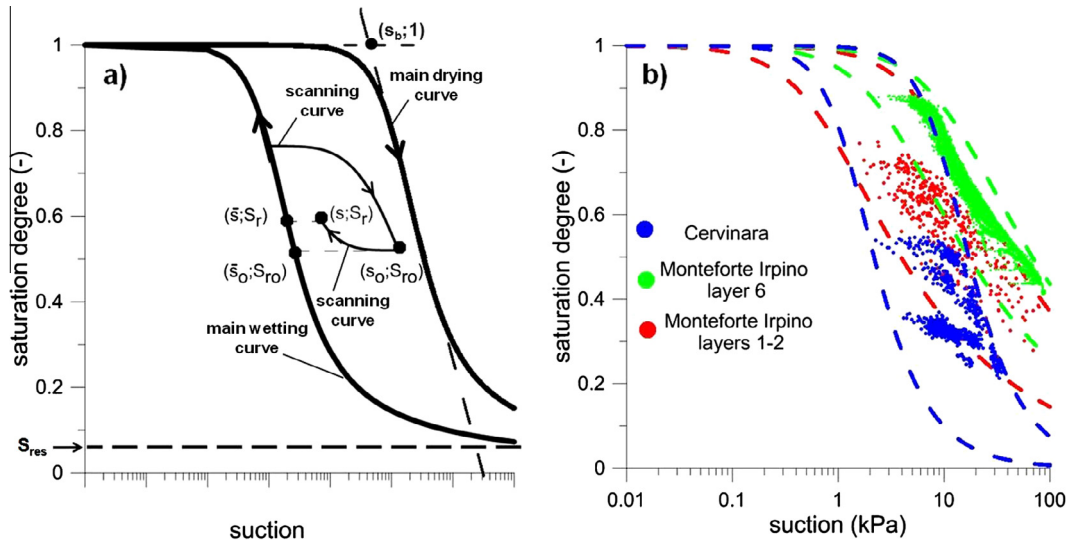 a)
(s_b;1)
main drying
curve
scanning
curve
(s̄;S_r)
(s;S_r)
(s̄_o;S_ro)
(s_o;S_ro)
scanning
curve
main wetting
curve
S_res
saturation degree (-)
1
0.8
0.6
0.4
0.2
0
suction
b)
saturation degree (-)
1
0.8
0.6
0.4
0.2
0
Cervinara
Monteforte Irpino
layer 6
Monteforte Irpino
layers 1-2
0.01 0.1 1 10 100
suction (kPa)